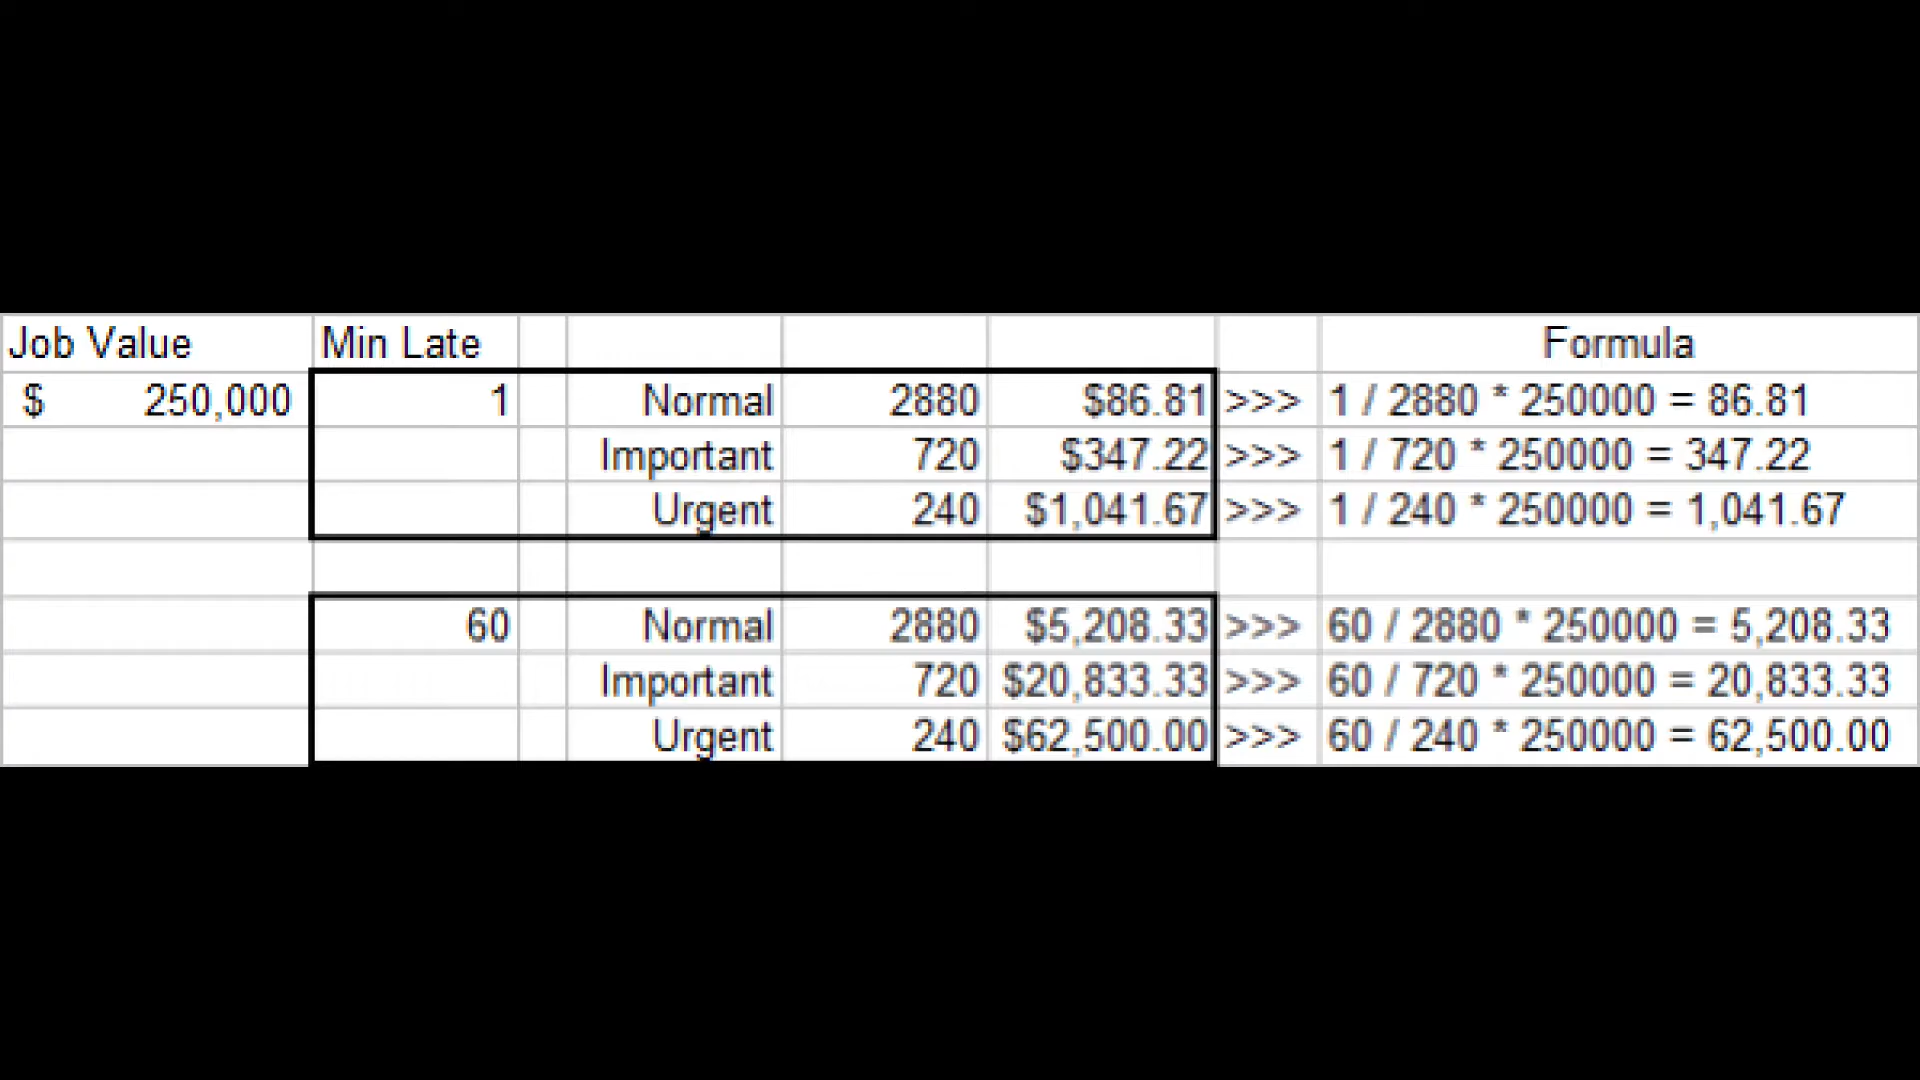 Job Value Min Late Formula
$ 250,000 1 Normal 2880 $86.81 >>> 1 / 2880 * 250000 = 86.81
Important 720 $347.22 >>> 1 / 720 * 250000 = 347.22
Urgent 240 $1,041.67 >>> 1 / 240 * 250000 = 1,041.67
60 Normal 2880 $5,208.33 >>> 60 / 2880 * 250000 = 5,208.33
Important 720 $20,833.33 >>> 60 / 720 * 250000 = 20,833.33
Urgent 240 $62,500.00 >>> 60 / 240 * 250000 = 62,500.00